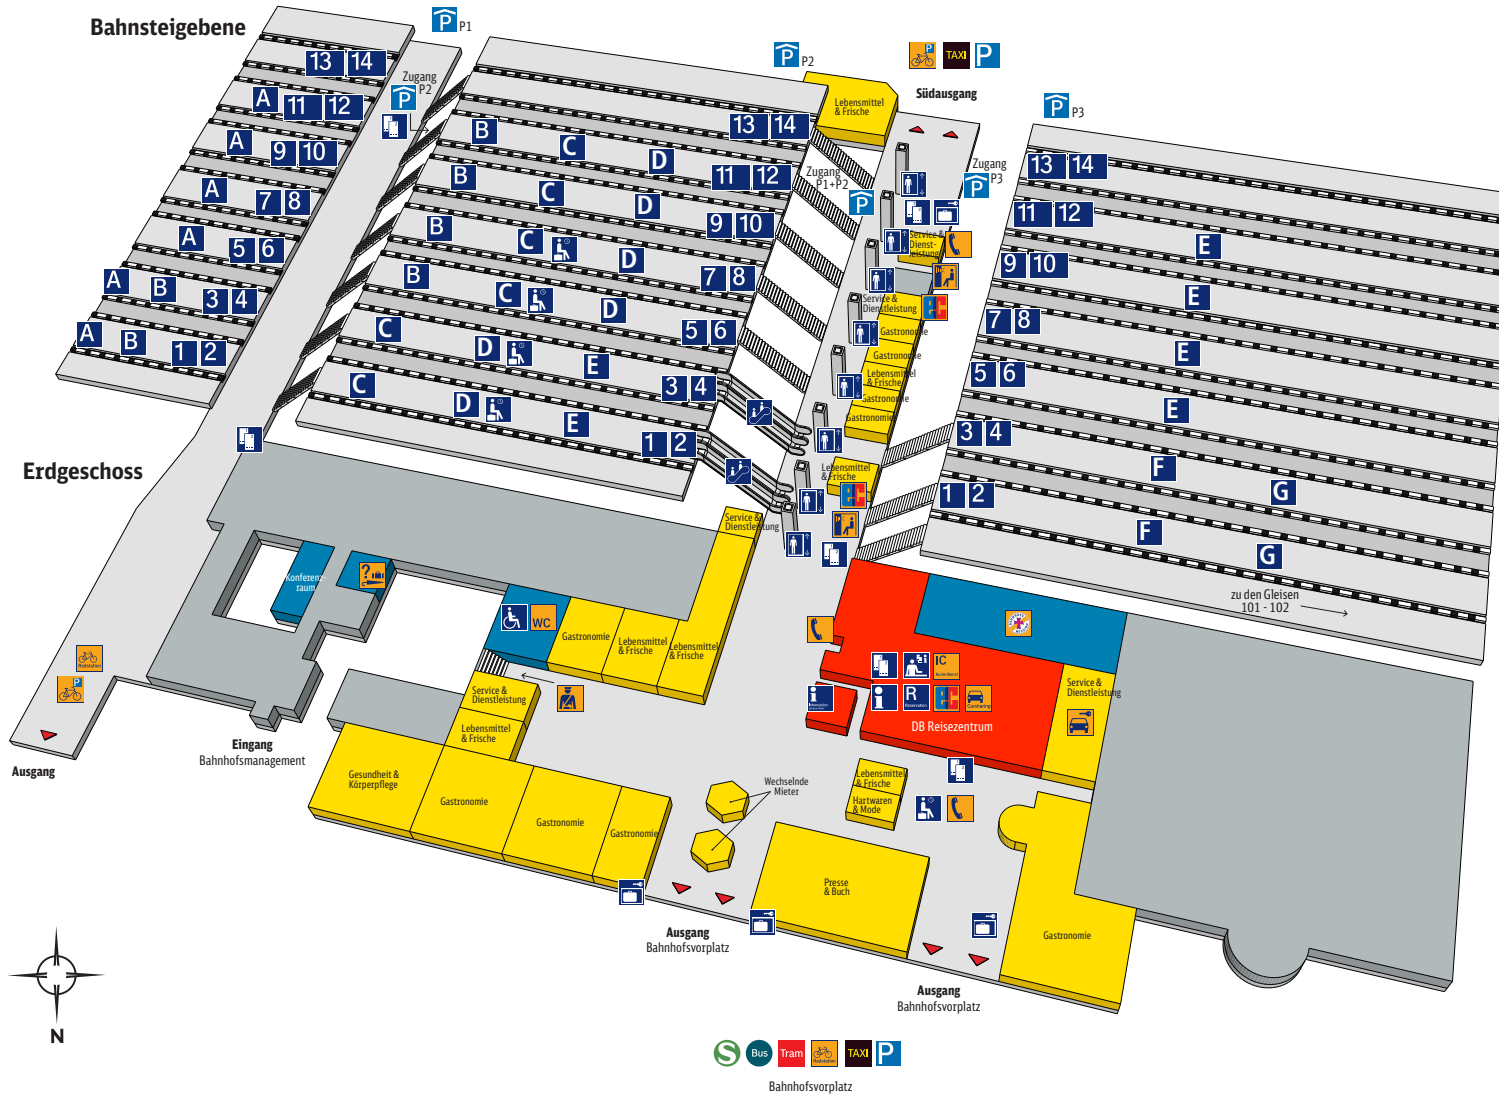 Bahnsteigebene
P P1
13 14
Zugang
P2
P
A 11 12
A 9 10
A 7 8
A 5 6
A B 3 4
A B 1 2
P P2
Lebensmittel
& Frische
P TAXI P
Südausgang
P P3
13 14
B C D 11 12
B C D 9 10
B C D 7 8
B C D 5 6
C D E 3 4
C D E 1 2
Zugang
P1+P2
P
Zugang
P3
P
Service &
Dienst-
leistung
Service &
Dienstleistung
Gastronomie
Gastronomie
Lebensmittel
& Frische
Gastronomie
Gastronomie
Lebensmittel
& Frische
13 14
11 12
E
9 10
E
7 8
E
5 6
E
3 4
F G
1 2
F G
zu den Gleisen
101 - 102
Erdgeschoss
Service &
Dienstleistung
Konferenz-
raum
?
WC
Gastronomie
Lebensmittel
& Frische
Lebensmittel
& Frische
Service &
Dienstleistung
Lebensmittel
& Frische
Radstation
P
Ausgang
Eingang
Bahnhofsmanagement
Gesundheit &
Körperpflege
Gastronomie
Gastronomie
Gastronomie
Wechselnde
Mieter
IC
Kurierdienst
i
Information
i R
Reservation
Carsharing
DB Reisezentrum
Service &
Dienstleistung
Lebensmittel
& Frische
Hartwaren
& Mode
Presse
& Buch
Gastronomie
Ausgang
Bahnhofsvorplatz
Ausgang
Bahnhofsvorplatz
N
S Bus Tram Radstation TAXI P
Bahnhofsvorplatz